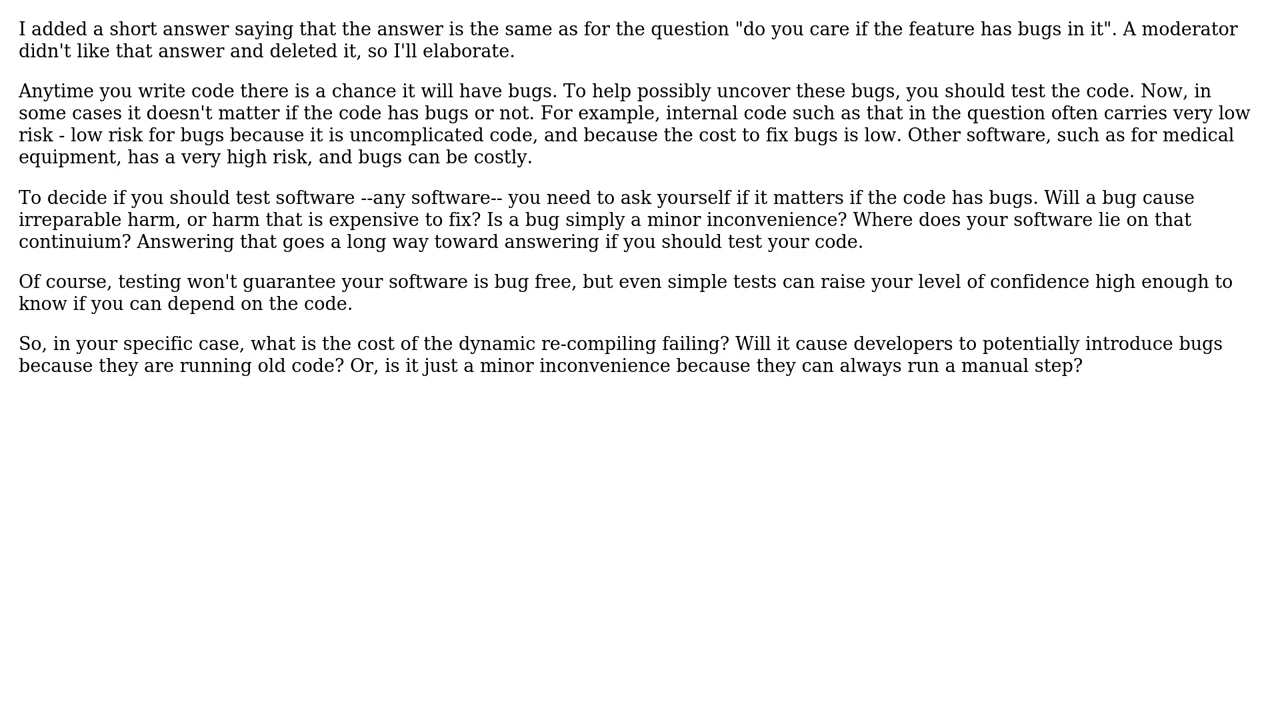 I added a short answer saying that the answer is the same as for the question "do you care if the feature has bugs in it". A moderator
didn't like that answer and deleted it, so I'll elaborate.
Anytime you write code there is a chance it will have bugs. To help possibly uncover these bugs, you should test the code. Now, in
some cases it doesn't matter if the code has bugs or not. For example, internal code such as that in the question often carries very low
risk - low risk for bugs because it is uncomplicated code, and because the cost to fix bugs is low. Other software, such as for medical
equipment, has a very high risk, and bugs can be costly.
To decide if you should test software --any software-- you need to ask yourself if it matters if the code has bugs. Will a bug cause
irreparable harm, or harm that is expensive to fix? Is a bug simply a minor inconvenience? Where does your software lie on that
continuium? Answering that goes a long way toward answering if you should test your code.
Of course, testing won't guarantee your software is bug free, but even simple tests can raise your level of confidence high enough to
know if you can depend on the code.
So, in your specific case, what is the cost of the dynamic re-compiling failing? Will it cause developers to potentially introduce bugs
because they are running old code? Or, is it just a minor inconvenience because they can always run a manual step?